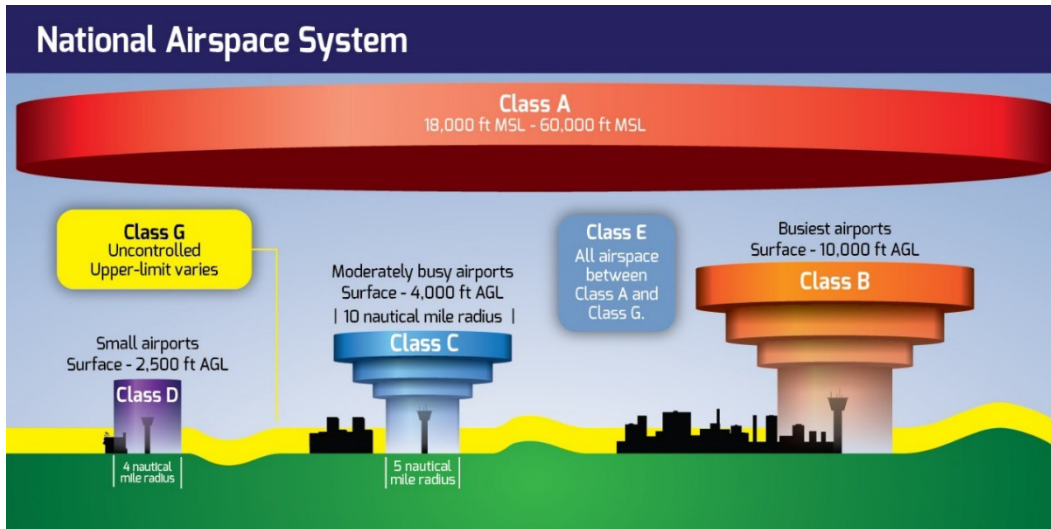 National Airspace System
Class A
18,000 ft MSL - 60,000 ft MSL
Class G
Uncontrolled
Upper-limit varies
Class E
All airspace
between
Class A and
Class G.
Busiest airports
Surface - 10,000 ft AGL
Class B
Moderately busy airports
Surface - 4,000 ft AGL
| 10 nautical mile radius |
Class C
Small airports
Surface - 2,500 ft AGL
Class D
4 nautical
mile radius
5 nautical
mile radius